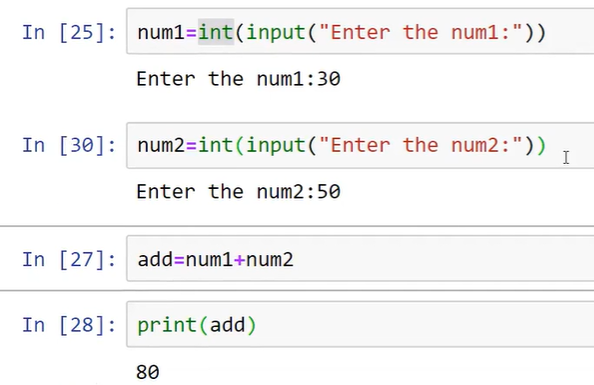 In [25]: num1=int(input("Enter the num1:"))
Enter the num1:30
In [30]: num2=int(input("Enter the num2:"))
Enter the num2:50
In [27]: add=num1+num2
In [28]: print(add)
80